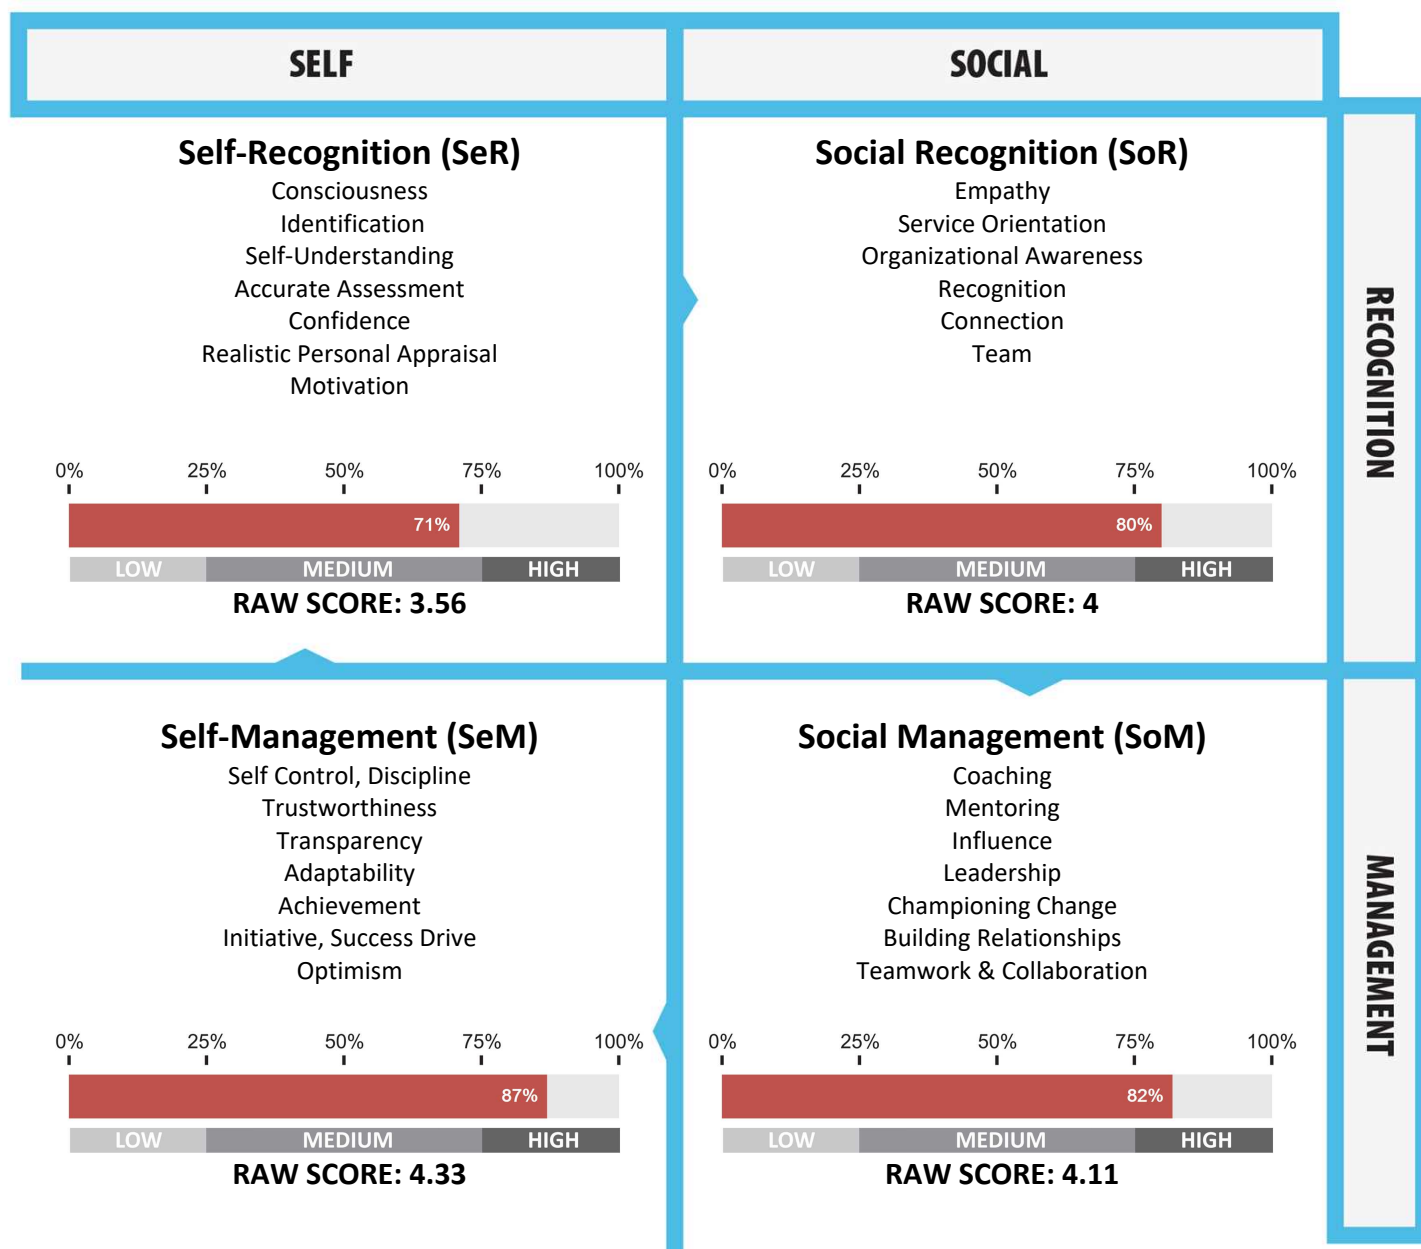 SELF
SOCIAL
Self-Recognition (SeR)
Consciousness
Identification
Self-Understanding
Accurate Assessment
Confidence
Realistic Personal Appraisal
Motivation
0% 25% 50% 75% 100%
71%
LOW MEDIUM HIGH
RAW SCORE: 3.56
Social Recognition (SoR)
Empathy
Service Orientation
Organizational Awareness
Recognition
Connection
Team
0% 25% 50% 75% 100%
80%
LOW MEDIUM HIGH
RAW SCORE: 4
RECOGNITION
Self-Management (SeM)
Self Control, Discipline
Trustworthiness
Transparency
Adaptability
Achievement
Initiative, Success Drive
Optimism
0% 25% 50% 75% 100%
87%
LOW MEDIUM HIGH
RAW SCORE: 4.33
Social Management (SoM)
Coaching
Mentoring
Influence
Leadership
Championing Change
Building Relationships
Teamwork & Collaboration
0% 25% 50% 75% 100%
82%
LOW MEDIUM HIGH
RAW SCORE: 4.11
MANAGEMENT